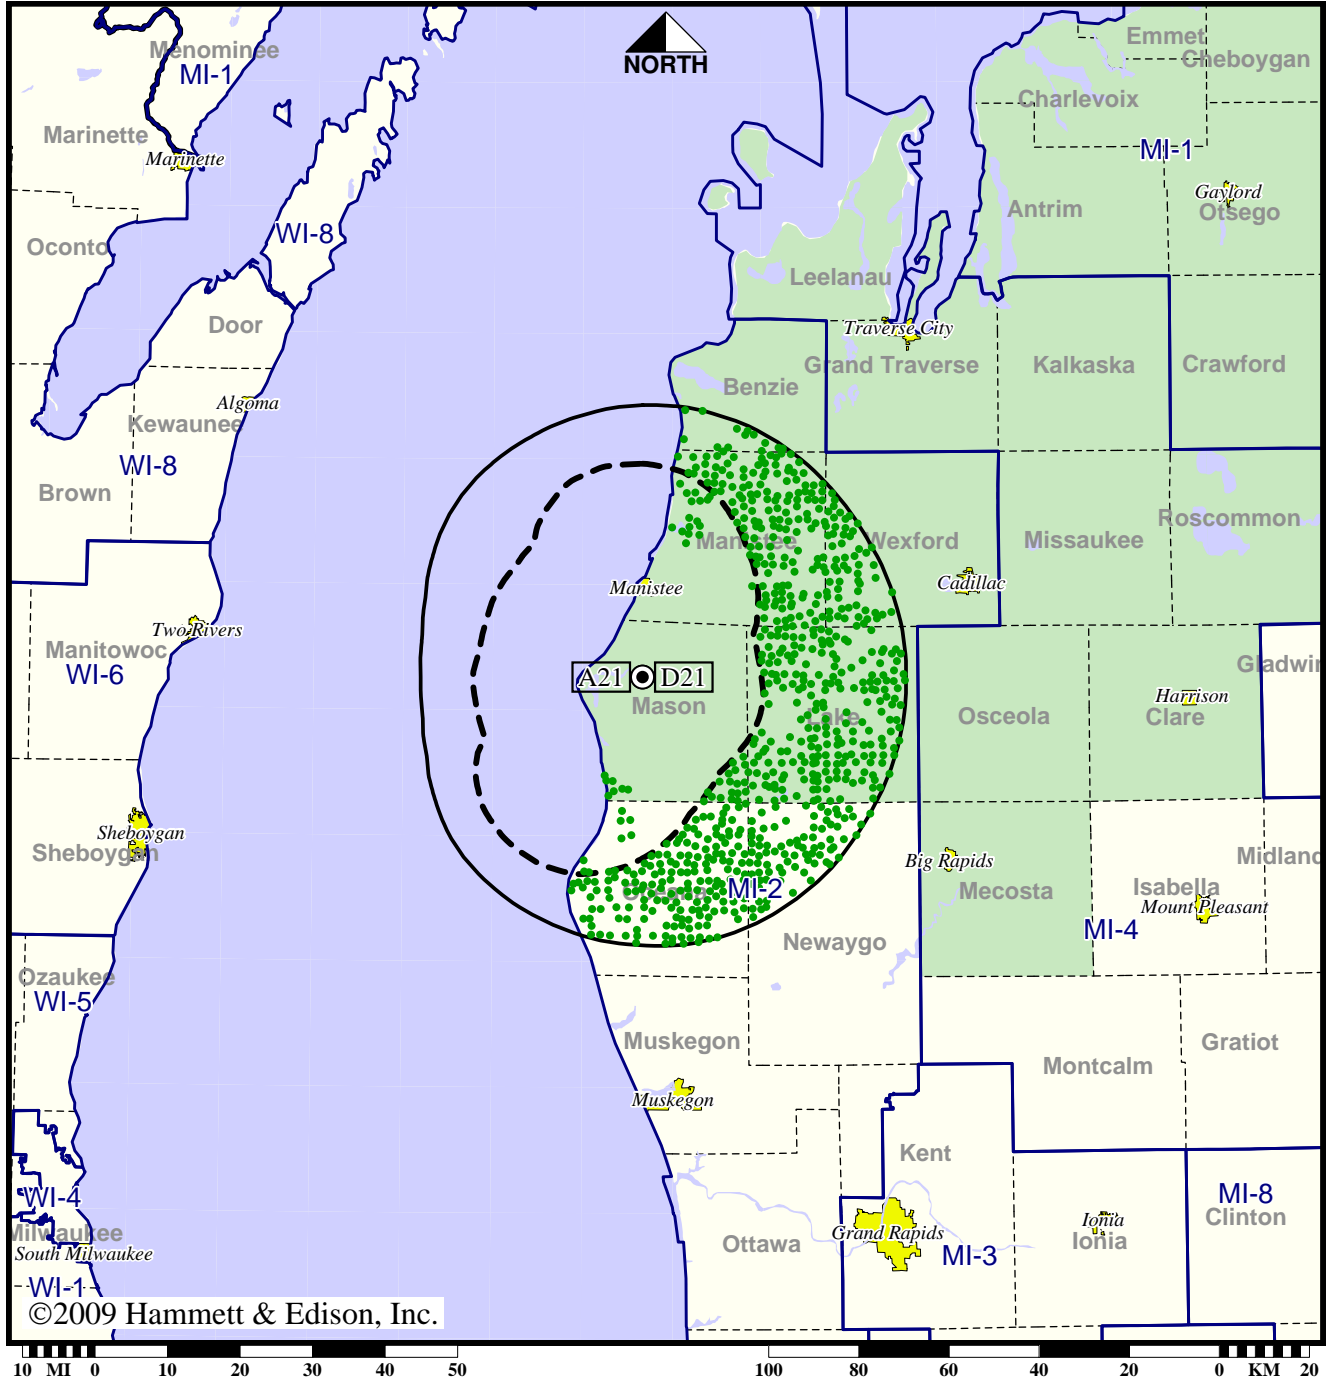 NORTH
Menominee
MI-1
Marinette
Marinette
Oconto
WI-8
Door
Algoma
Kewaunee
WI-8
Brown
Manitowoc
Two Rivers
WI-6
Sheboygan
Sheboygan
Ozaukee
WI-5
WI-4
Milwaukee
South Milwaukee
WI-1
Emmet
Cheboygan
Charlevoix
MI-1
Gaylord
Otsego
Antrim
Leelanau
Traverse City
Grand Traverse
Kalkaska
Crawford
Benzie
Manistee
Wexford
Missaukee
Roscommon
Manistee
Cadillac
A21
D21
Mason
Lake
Osceola
Harrison
Clare
Gladwin
Big Rapids
Mecosta
Isabella
Mount Pleasant
Midland
Oceana
MI-2
MI-4
Newaygo
Muskegon
Muskegon
Montcalm
Gratiot
Kent
Ottawa
Grand Rapids
MI-3
Ionia
Ionia
MI-8
Clinton
©2009 Hammett & Edison, Inc.
10 MI 0 10 20 30 40 50
100 80 60 40 20 0 KM 20